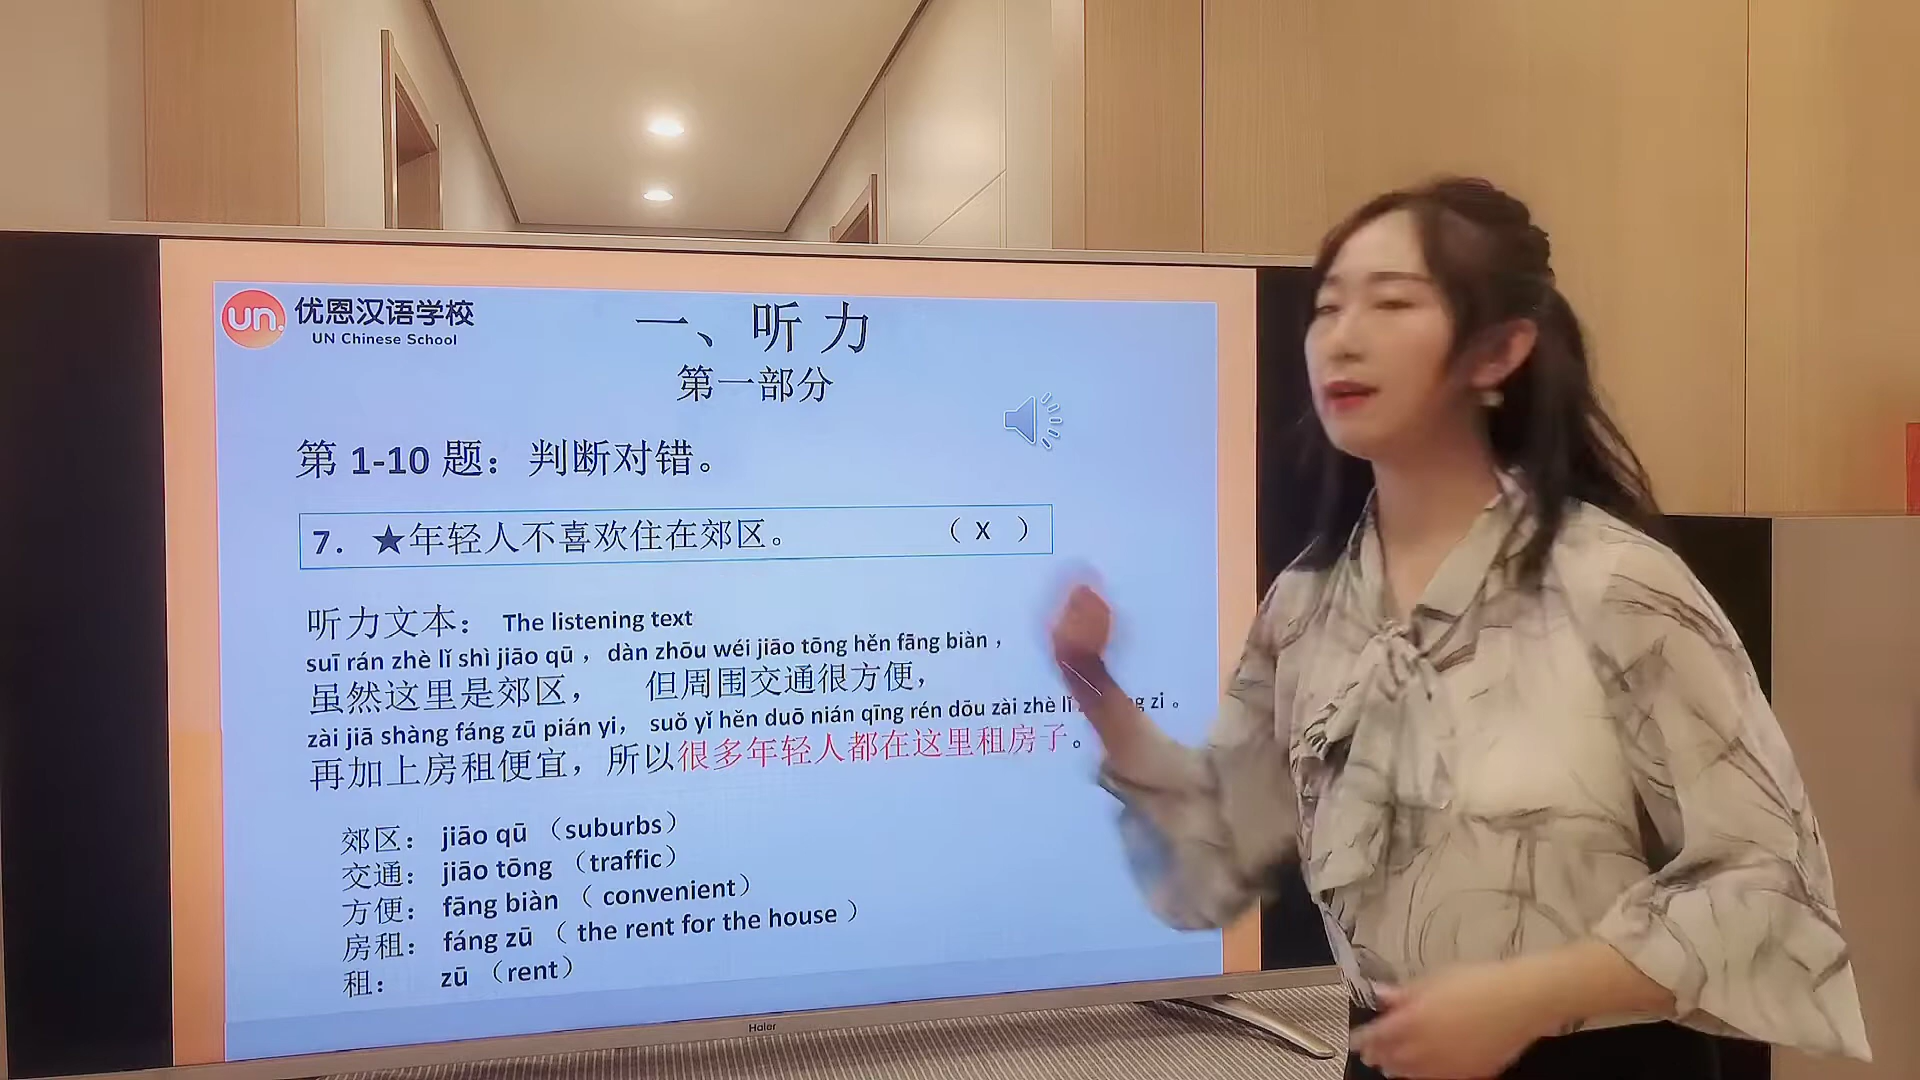 un.
优恩汉语学校
UN Chinese School
一、听 力
第一部分
第 1-10 题：判断对错。
7. ★年轻人不喜欢住在郊区。 （ X ）
听力文本： The listening text
suī rán zhè lǐ shì jiāo qū ，dàn zhōu wéi jiāo tōng hěn fāng biàn ，
虽然这里是郊区， 但周围交通很方便，
zài jiā shàng fáng zū pián yi， suǒ yǐ hěn duō nián qīng rén dōu zài zhè lǐ zi 。
再加上房租便宜，所以很多年轻人都在这里租房子。
郊区： jiāo qū （suburbs）
交通： jiāo tōng （traffic）
方便： fāng biàn （ convenient）
房租： fáng zū （ the rent for the house ）
租： zū （rent）
Haier